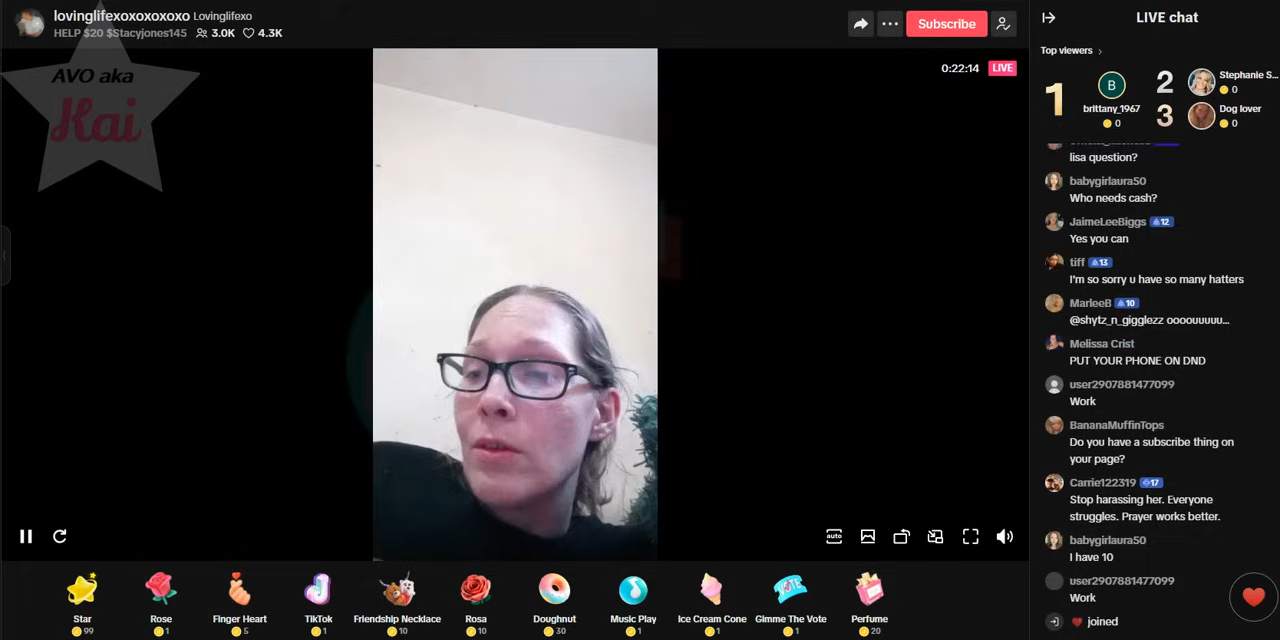 lovinglifexoxoxoxoxo Lovinglifexo
HELP $20 $Stacyjones145 3.0K 4.3K
Subscribe
AVO aka
Kai
0:22:14 LIVE
auto
Star
99
Rose
1
Finger Heart
5
TikTok
1
Friendship Necklace
10
Rosa
10
Doughnut
30
Music Play
1
Ice Cream Cone
1
Gimme The Vote
1
Perfume
20
LIVE chat
Top viewers
1
B
brittany_1967
0
2
Stephanie S...
0
3
Dog lover
0
lisa question?
babygirllaura50
Who needs cash?
JaimeLeeBiggs 12
Yes you can
tiff 13
I'm so sorry u have so many hatters
MarleeB 10
@shytz_n_gigglezz oooouuuuu...
Melissa Crist
PUT YOUR PHONE ON DND
user2907881477099
Work
BananaMuffinTops
Do you have a subscribe thing on
your page?
Carrie122319 17
Stop harassing her. Everyone
struggles. Prayer works better.
babygirlaura50
I have 10
user2907881477099
Work
joined